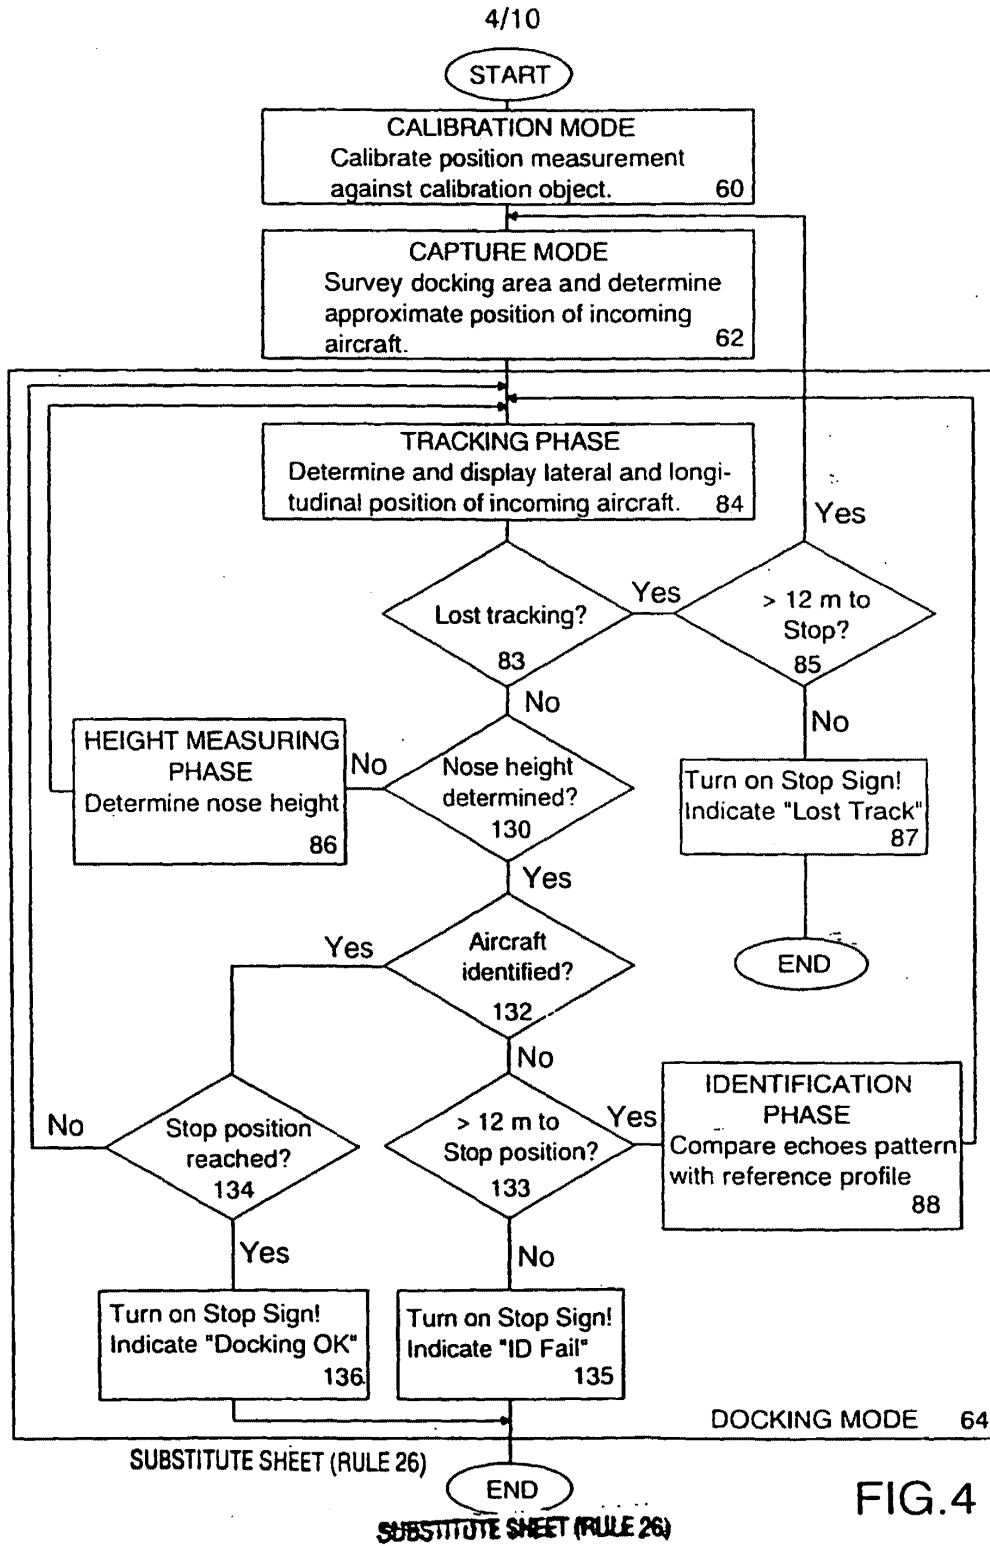 4/10
START
CALIBRATION MODE
Calibrate position measurement
against calibration object.
60
CAPTURE MODE
Survey docking area and determine
approximate position of incoming
aircraft.
62
TRACKING PHASE
Determine and display lateral and longi-
tudinal position of incoming aircraft.
84
Yes
Lost tracking?
83
Yes
> 12 m to
Stop?
85
No
No
HEIGHT MEASURING
PHASE
Determine nose height
86
No
Nose height
determined?
130
Turn on Stop Sign!
Indicate "Lost Track"
87
Yes
Yes
Aircraft
identified?
132
END
No
No
Stop position
reached?
134
> 12 m to
Stop position?
133
Yes
IDENTIFICATION
PHASE
Compare echoes pattern
with reference profile
88
Yes
No
Turn on Stop Sign!
Indicate "Docking OK"
136
Turn on Stop Sign!
Indicate "ID Fail"
135
DOCKING MODE 64
SUBSTITUTE SHEET (RULE 26)
END
FIG.4
SUBSTITUTE SHEET (RULE 26)